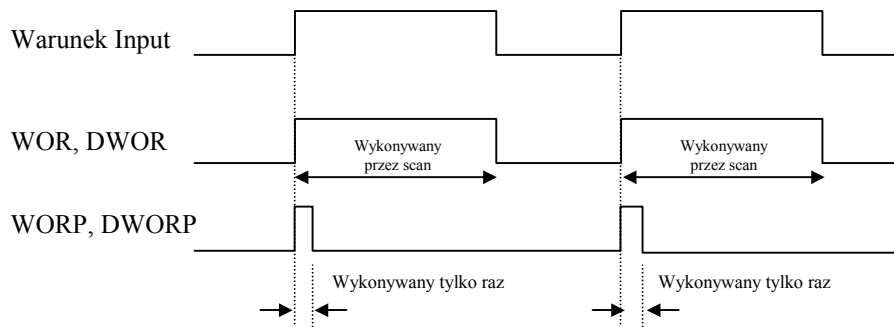 Warunek Input
WOR, DWOR
Wykonywany
przez scan
Wykonywany
przez scan
WORP, DWORP
Wykonywany tylko raz
Wykonywany tylko raz